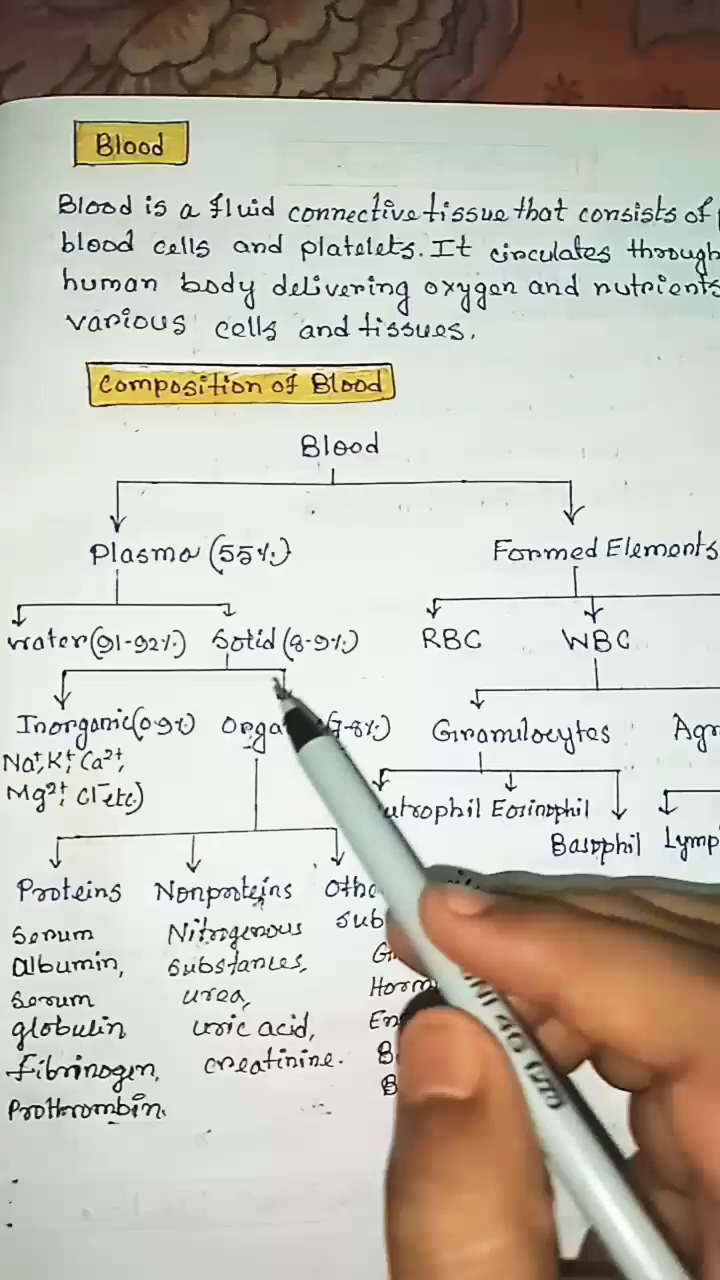 Blood
Blood is a fluid connective tissue that consists of
blood cells and platelets. It circulates through
human body delivering oxygen and nutrients
various cells and tissues.
Composition of Blood
Blood
Plasma (55%) Formed Elements
Water (91-92%) Solid (8-9%) RBC WBC
Inorganic (0.9%) Granulocytes
Na+, K+, Ca2+,
Mg2+, Cl- etc)
Eosinophil
Basophil
Proteins Nonproteins
Serum Nitrogenous
albumin, substances,
Serum urea,
globulin uric acid,
fibrinogen, creatinine.
Prothrombin.